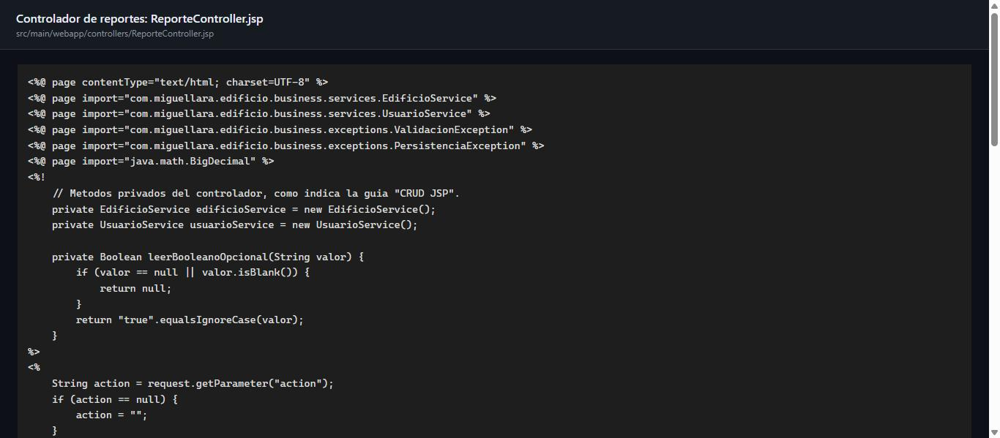 Controlador de reportes: ReporteController.jsp
src/main/webapp/controllers/ReporteController.jsp
<%@ page contentType="text/html; charset=UTF-8" %>
<%@ page import="com.miguellara.edificio.business.services.EdificioService" %>
<%@ page import="com.miguellara.edificio.business.services.UsuarioService" %>
<%@ page import="com.miguellara.edificio.business.exceptions.ValidacionException" %>
<%@ page import="com.miguellara.edificio.business.exceptions.PersistenciaException" %>
<%@ page import="java.math.BigDecimal" %>
<%!
    // Metodos privados del controlador, como indica la guia "CRUD JSP".
    private EdificioService edificioService = new EdificioService();
    private UsuarioService usuarioService = new UsuarioService();

    private Boolean leerBooleanoOpcional(String valor) {
        if (valor == null || valor.isBlank()) {
            return null;
        }
        return "true".equalsIgnoreCase(valor);
    }
%>
<%
    String action = request.getParameter("action");
    if (action == null) {
        action = "";
    }